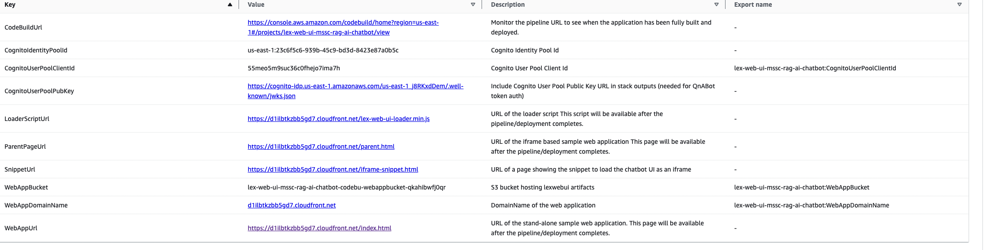 Key Value Description Export name
CodeBuildUrl https://console.aws.amazon.com/codebuild/home?region=us-east-
1#/projects/lex-web-ui-mssc-rag-ai-chatbot/view Monitor the pipeline URL to see when the application has been fully built and
deployed. -
CognitoIdentityPoolId us-east-1:23c6f5c6-939b-45c9-bd3d-8423e87a0b5c Cognito Identity Pool Id -
CognitoUserPoolClientId 55meo5m9suc36c0fhejo7ima7h Cognito User Pool Client Id lex-web-ui-mssc-rag-ai-chatbot:CognitoUserPoolClientId
CognitoUserPoolPubKey https://cognito-idp.us-east-1.amazonaws.com/us-east-1_j8RKxdDem/.well-
known/jwks.json Include Cognito User Pool Public Key URL in stack outputs (needed for QnABot
token auth) -
LoaderScriptUrl https://d1ilbtkzbb5gd7.cloudfront.net/lex-web-ui-loader.min.js URL of the loader script This script will be available after the
pipeline/deployment completes. -
ParentPageUrl https://d1ilbtkzbb5gd7.cloudfront.net/parent.html URL of the iframe based sample web application This page will be available
after the pipeline/deployment completes. -
SnippetUrl https://d1ilbtkzbb5gd7.cloudfront.net/iframe-snippet.html URL of a page showing the snippet to load the chatbot UI as an iframe -
WebAppBucket lex-web-ui-mssc-rag-ai-chatbot-codebu-webappbucket-qkahibwfj0qr S3 bucket hosting lexwebui artifacts lex-web-ui-mssc-rag-ai-chatbot:WebAppBucket
WebAppDomainName d1ilbtkzbb5gd7.cloudfront.net DomainName of the web application lex-web-ui-mssc-rag-ai-chatbot:WebAppDomainName
WebAppUrl https://d1ilbtkzbb5gd7.cloudfront.net/index.html URL of the stand-alone sample web application. This page will be available
after the pipeline/deployment completes. -